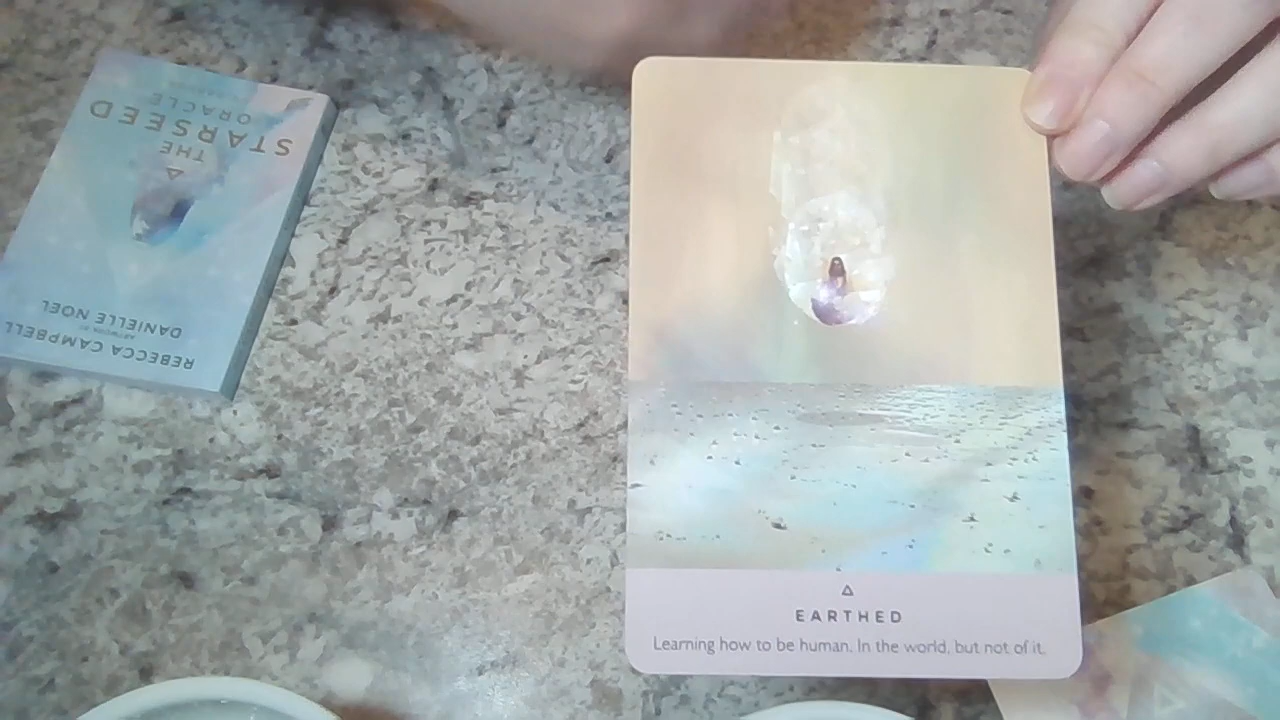 THE
STARSEED
ORACLE
REBECCA CAMPBELL
ARTWORK BY
DANIELLE NOEL
EARTHED
Learning how to be human. In the world, but not of it.